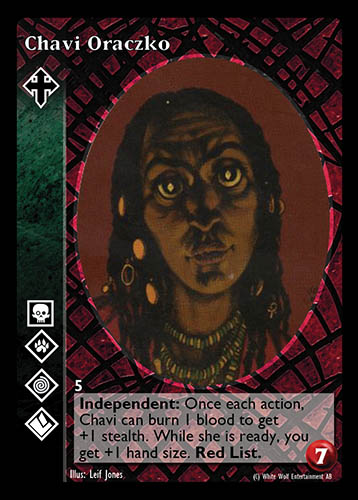 Chavi Oraczko
5
Independent: Once each action,
Chavi can burn 1 blood to get
+1 stealth. While she is ready, you
get +1 hand size. Red List.
7
Illus: Leif Jones
(C) White Wolf Entertainment AB